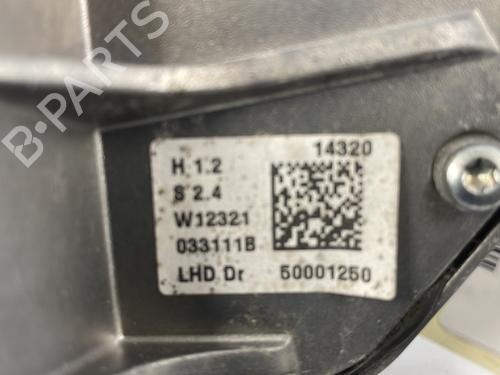 B-PARTS
14320
H 1.2
S 2.4
W12321
033111B
LHD Dr 50001250